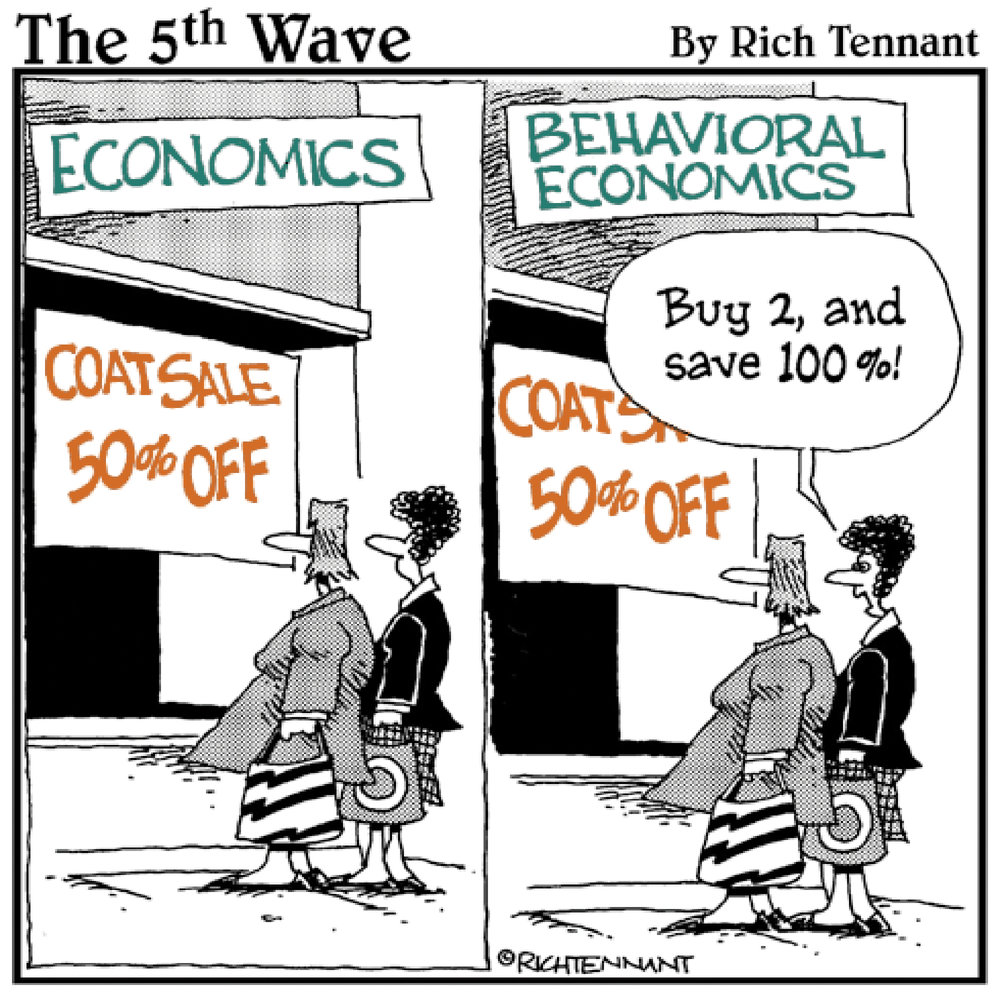 The 5th Wave
By Rich Tennant
ECONOMICS
COAT SALE
50% OFF
BEHAVIORAL
ECONOMICS
Buy 2, and
save 100%!
COAT
50% OFF
©RICHTENNANT